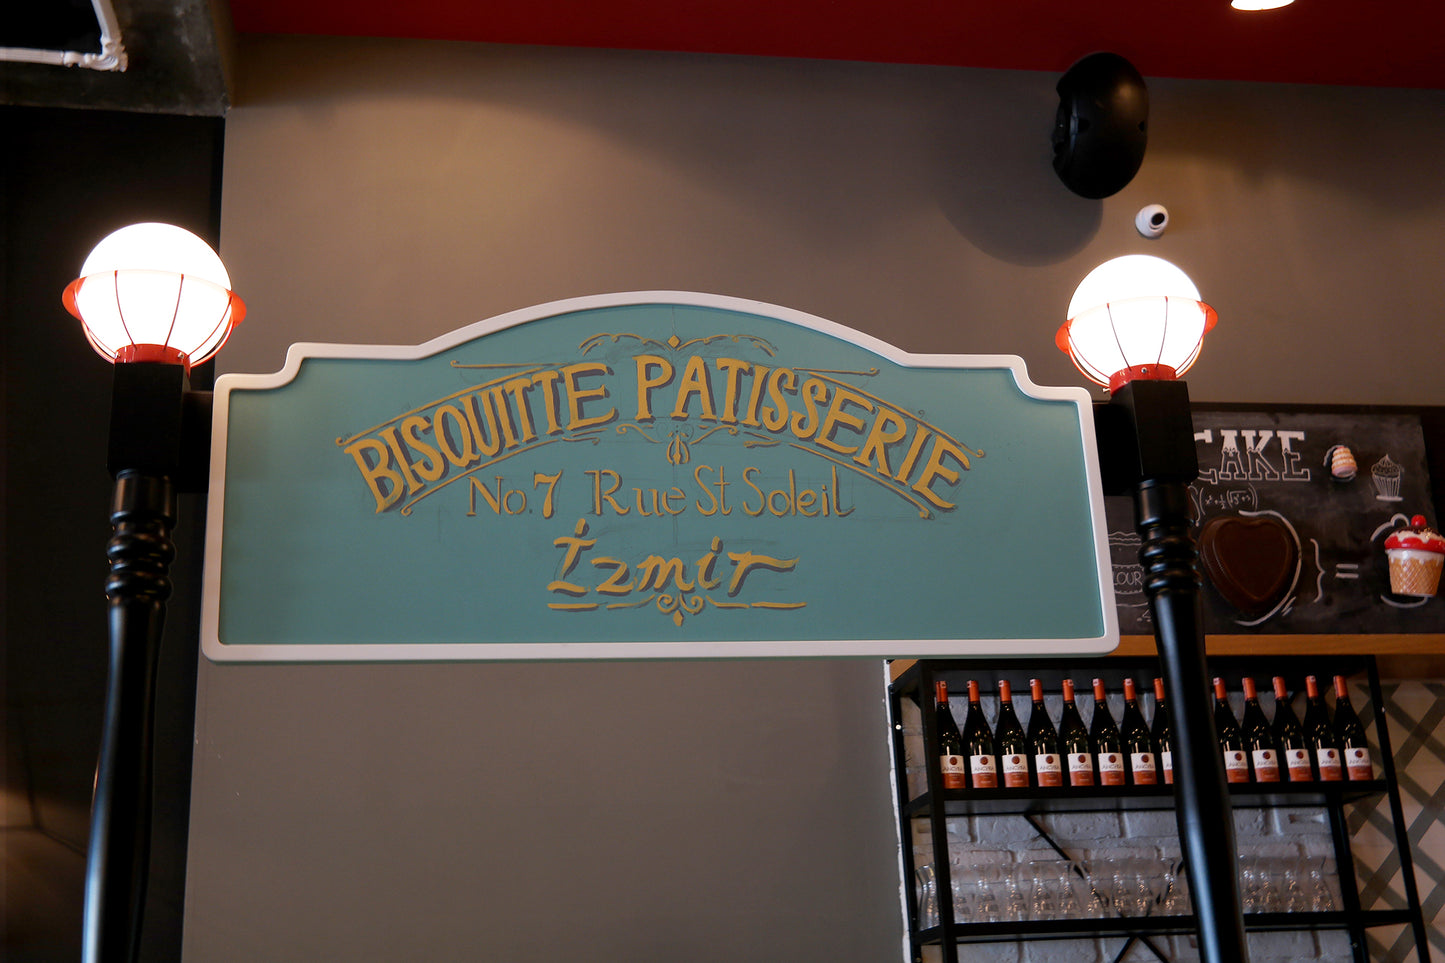 BISQUITTE PATISSERIE
No.7 Rue St Soleil
İzmir
CAKE